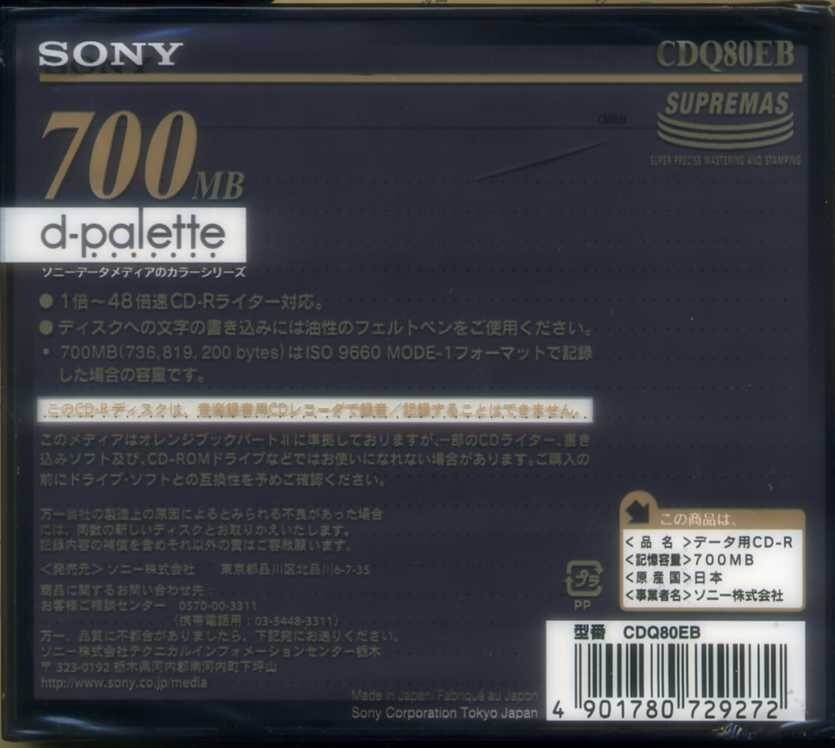 SONY
CDQ80EB
SUPREMAS
SUPER PRECISE MASTERING AND STAMPING
700MB
d-palette
ソニーデータメディアのカラーシリーズ
● 1倍～48倍速CD-Rライター対応。
● ディスクへの文字の書き込みには油性のフェルトペンをご使用ください。
• 700MB(736,819,200 bytes)はISO 9660 MODE-1フォーマットで記録
した場合の容量です。
このCD-Rディスクは、音楽録音用CDレコーダで録音／記録することはできません。
このメディアはオレンジブックパートIIに準拠しておりますが、一部のCDライター、書き
込みソフト及び、CD-ROMドライブなどではお使いになれない場合があります。ご購入の
前にドライブ・ソフトとの互換性を予めご確認ください。
万一当社の製造上の原因によるとみられる不良があった場合
には、同数の新しいディスクとお取りかえいたします。
記録内容の補償を含めそれ以外の責はご容赦願います。
＜発売元＞ ソニー株式会社 東京都品川区北品川6-7-35
商品に関するお問い合わせ先：
お客様ご相談センター 0570-00-3311
(携帯電話用：03-5448-3311)
万一、品質に不都合がありましたら、下記宛にお送りください。
ソニー株式会社テクニカルインフォメーションセンター栃木
〒323-0192 栃木県河内郡南河内町下坪山
http://www.sony.co.jp/media
Made in Japan/Fabriqué au Japon
Sony Corporation Tokyo Japan
プラ
PP
この商品は、
＜品 名＞データ用CD-R
＜記憶容量＞700MB
＜原 産 国＞日本
＜事業者名＞ソニー株式会社
型番 CDQ80EB
4 901780 729272